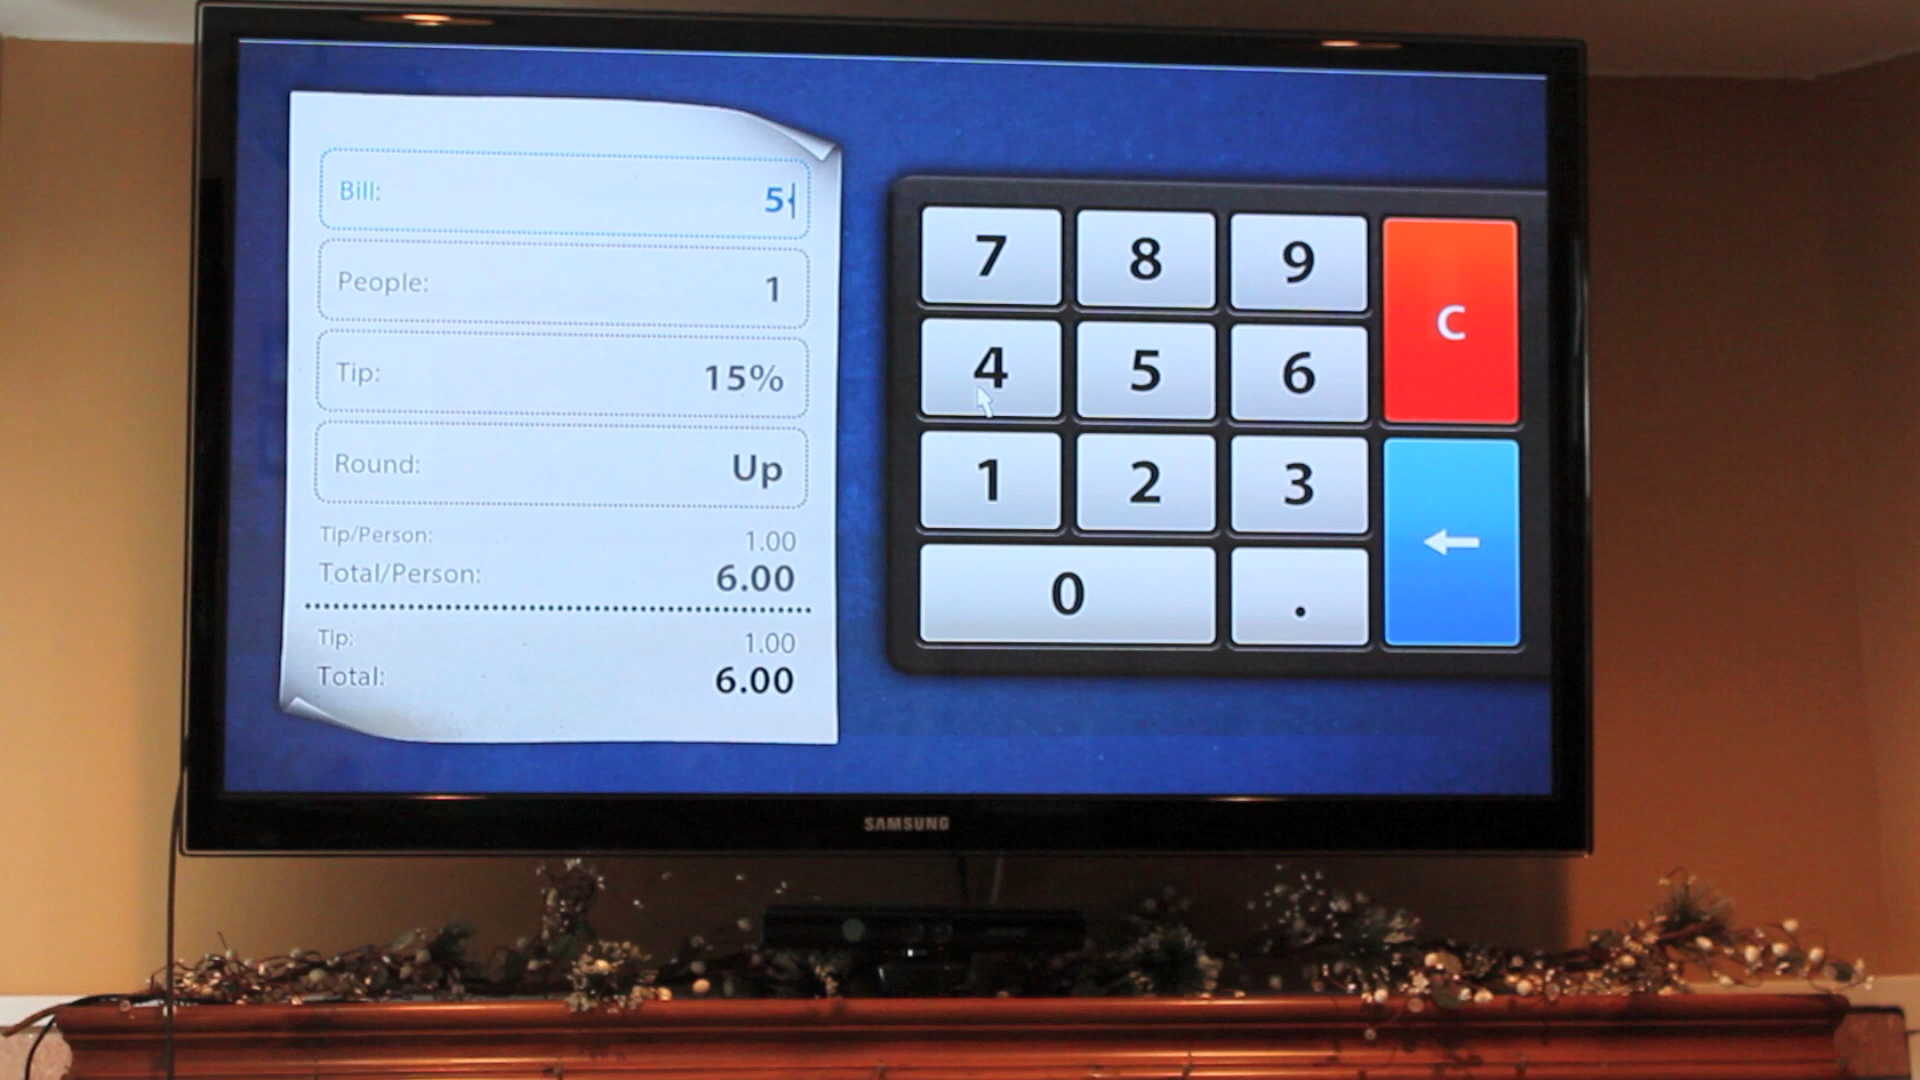 Bill: 5
People: 1
Tip: 15%
Round: Up
Tip/Person: 1.00
Total/Person: 6.00
Tip: 1.00
Total: 6.00
7 8 9 C
4 5 6
1 2 3
0 .
SAMSUNG